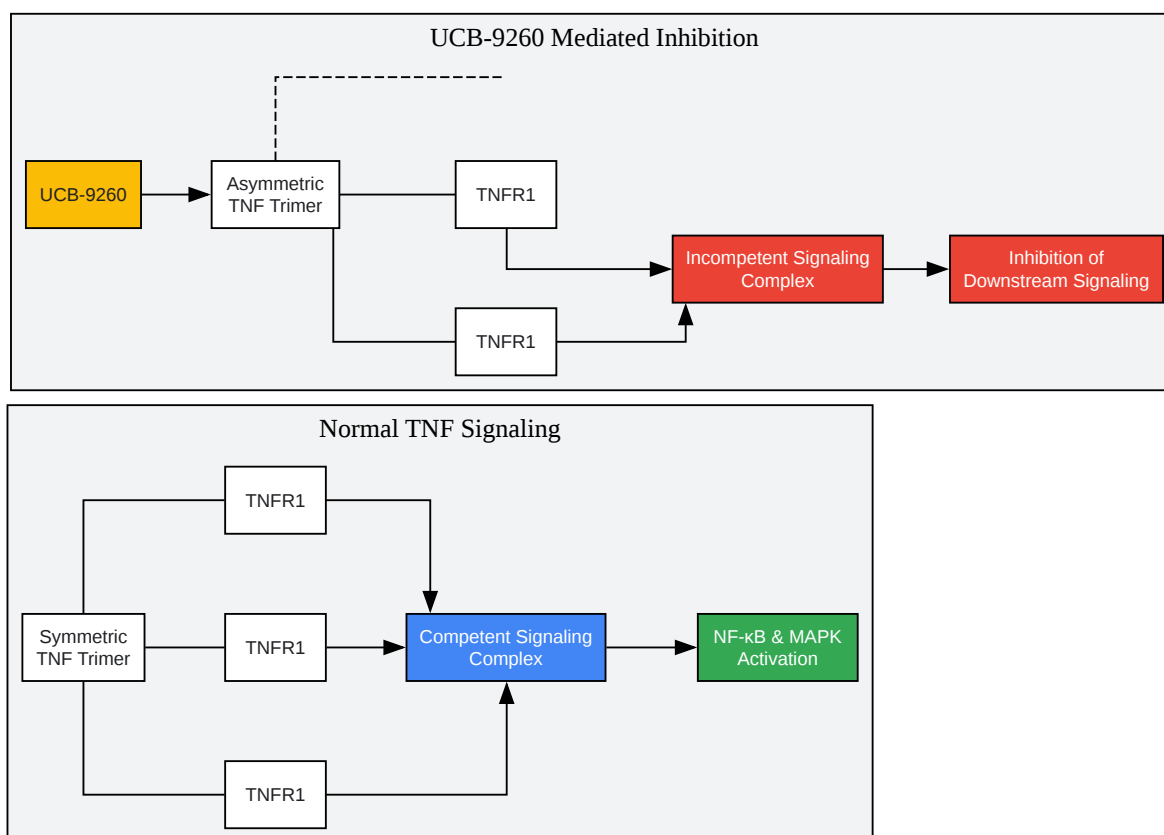 UCB-9260 Mediated Inhibition
UCB-9260
Asymmetric
TNF Trimer
TNFR1
TNFR1
Incompetent Signaling
Complex
Inhibition of
Downstream Signaling
Normal TNF Signaling
Symmetric
TNF Trimer
TNFR1
TNFR1
TNFR1
Competent Signaling
Complex
NF-κB & MAPK
Activation